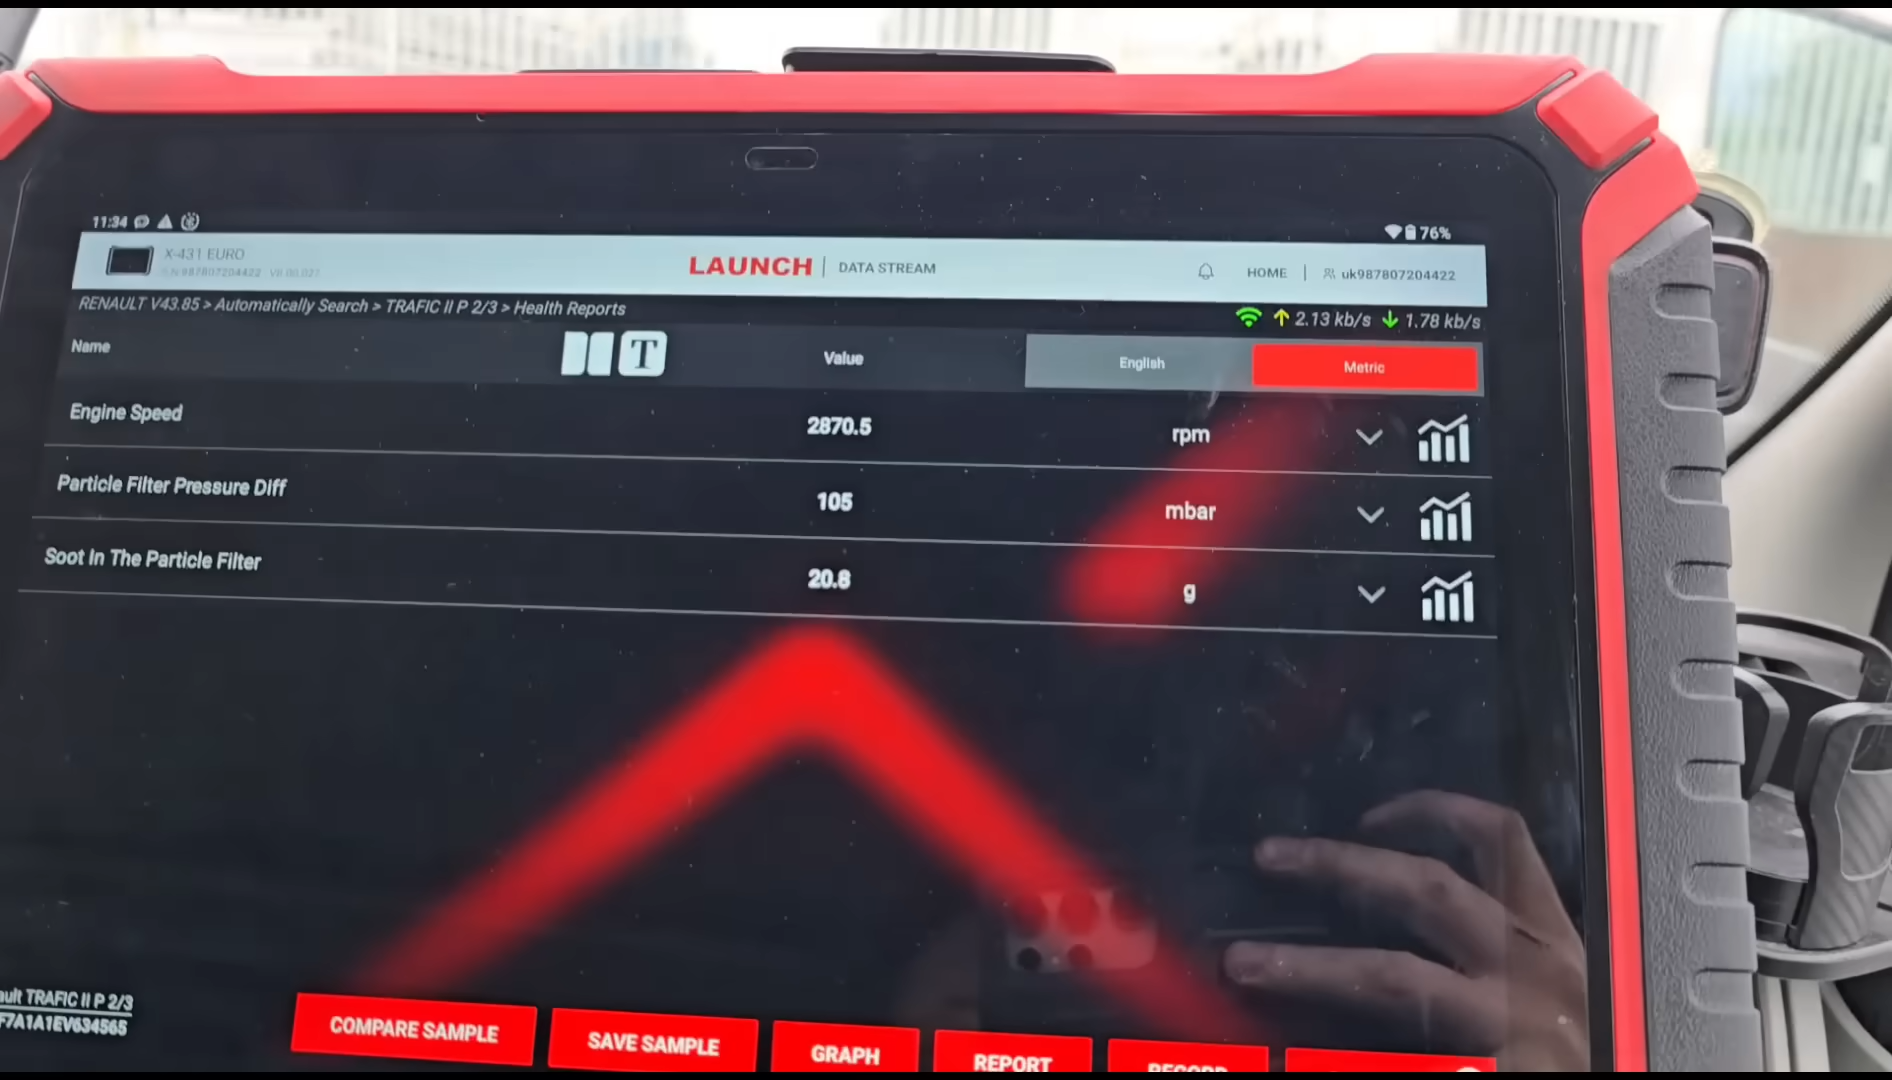 11:34
76%
X-431 EURO
S/N:987807204422
LAUNCH | DATA STREAM
HOME | uk987807204422
RENAULT V43.85 > Automatically Search > TRAFIC II P 2/3 > Health Reports
2.13 kb/s 1.78 kb/s
Name T Value English Metric
Engine Speed 2870.5 rpm
Particle Filter Pressure Diff 105 mbar
Soot In The Particle Filter 20.8 g
ault TRAFIC II P 2/3
F7A1A1EV634565
COMPARE SAMPLE
SAVE SAMPLE
GRAPH
REPORT
RECORD